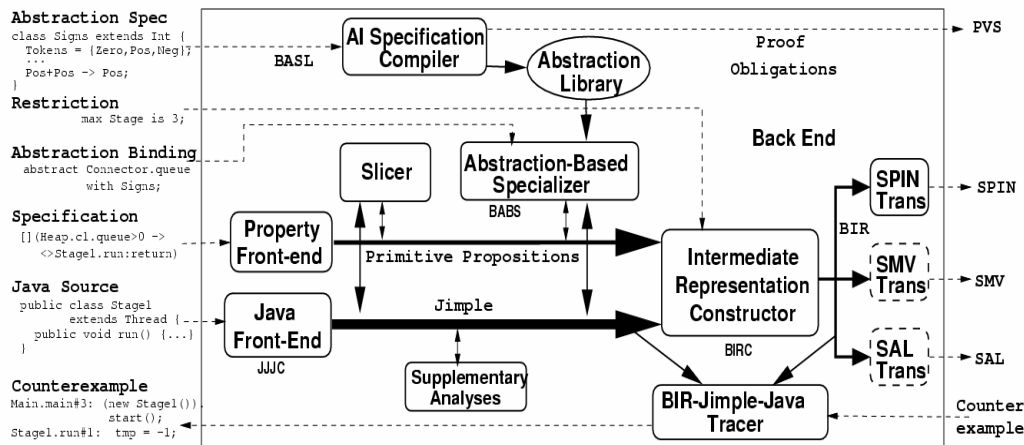 Abstraction Spec
class Signs extends Int {
Tokens = {Zero,Pos,Neg};
...
Pos+Pos -> Pos;
}
Restriction
max Stage is 3;
Abstraction Binding
abstract Connector.queue
with Signs;
Specification
[](Heap.cl.queue>0 ->
<>Stage1.run:return)
Java Source
public class Stage1
extends Thread {
public void run() {...}
}
Counterexample
Main.main#3: (new Stage1()).
start();
Stage1.run#1: tmp = -1;
BASL
AI Specification
Compiler
Abstraction
Library
Proof
Obligations
PVS
Back End
Slicer
Abstraction-Based
Specializer
BABS
Property
Front-end
Primitive Propositions
Java
Front-End
JJJC
Jimple
Supplementary
Analyses
Intermediate
Representation
Constructor
BIRC
BIR
SPIN
Trans
SPIN
SMV
Trans
SMV
SAL
Trans
SAL
BIR-Jimple-Java
Tracer
Counter
example